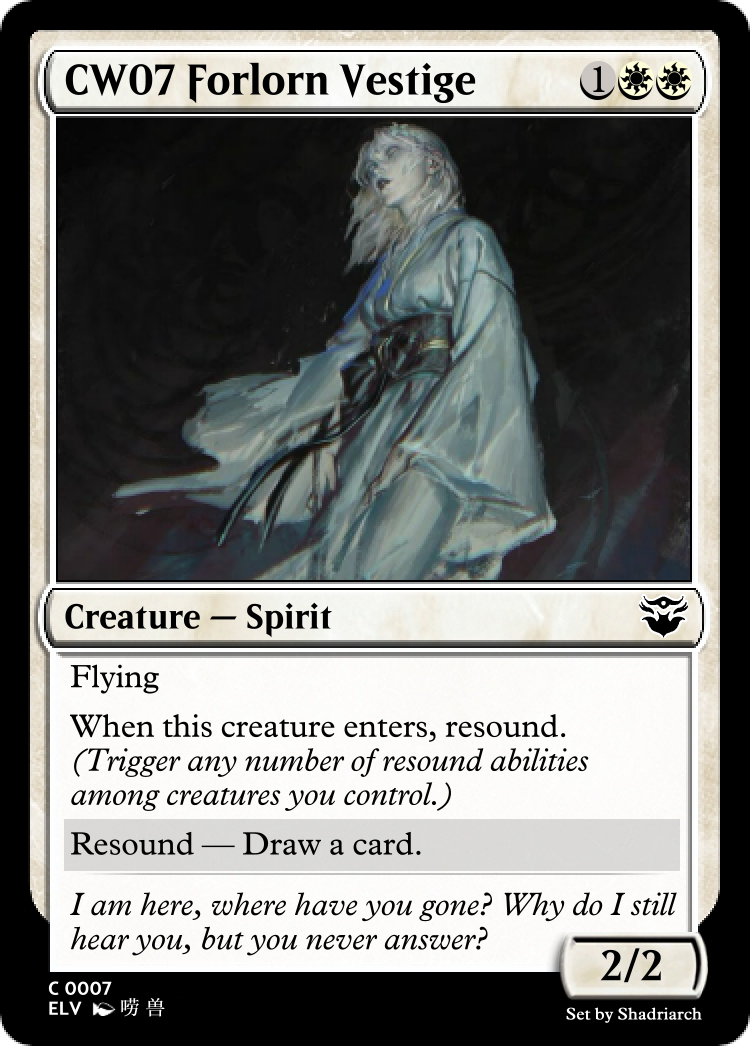 CW07 Forlorn Vestige 1
Creature — Spirit
Flying
When this creature enters, resound.
(Trigger any number of resound abilities
among creatures you control.)
Resound — Draw a card.
I am here, where have you gone? Why do I still
hear you, but you never answer?
2/2
C 0007
ELV 唠兽
Set by Shadriarch